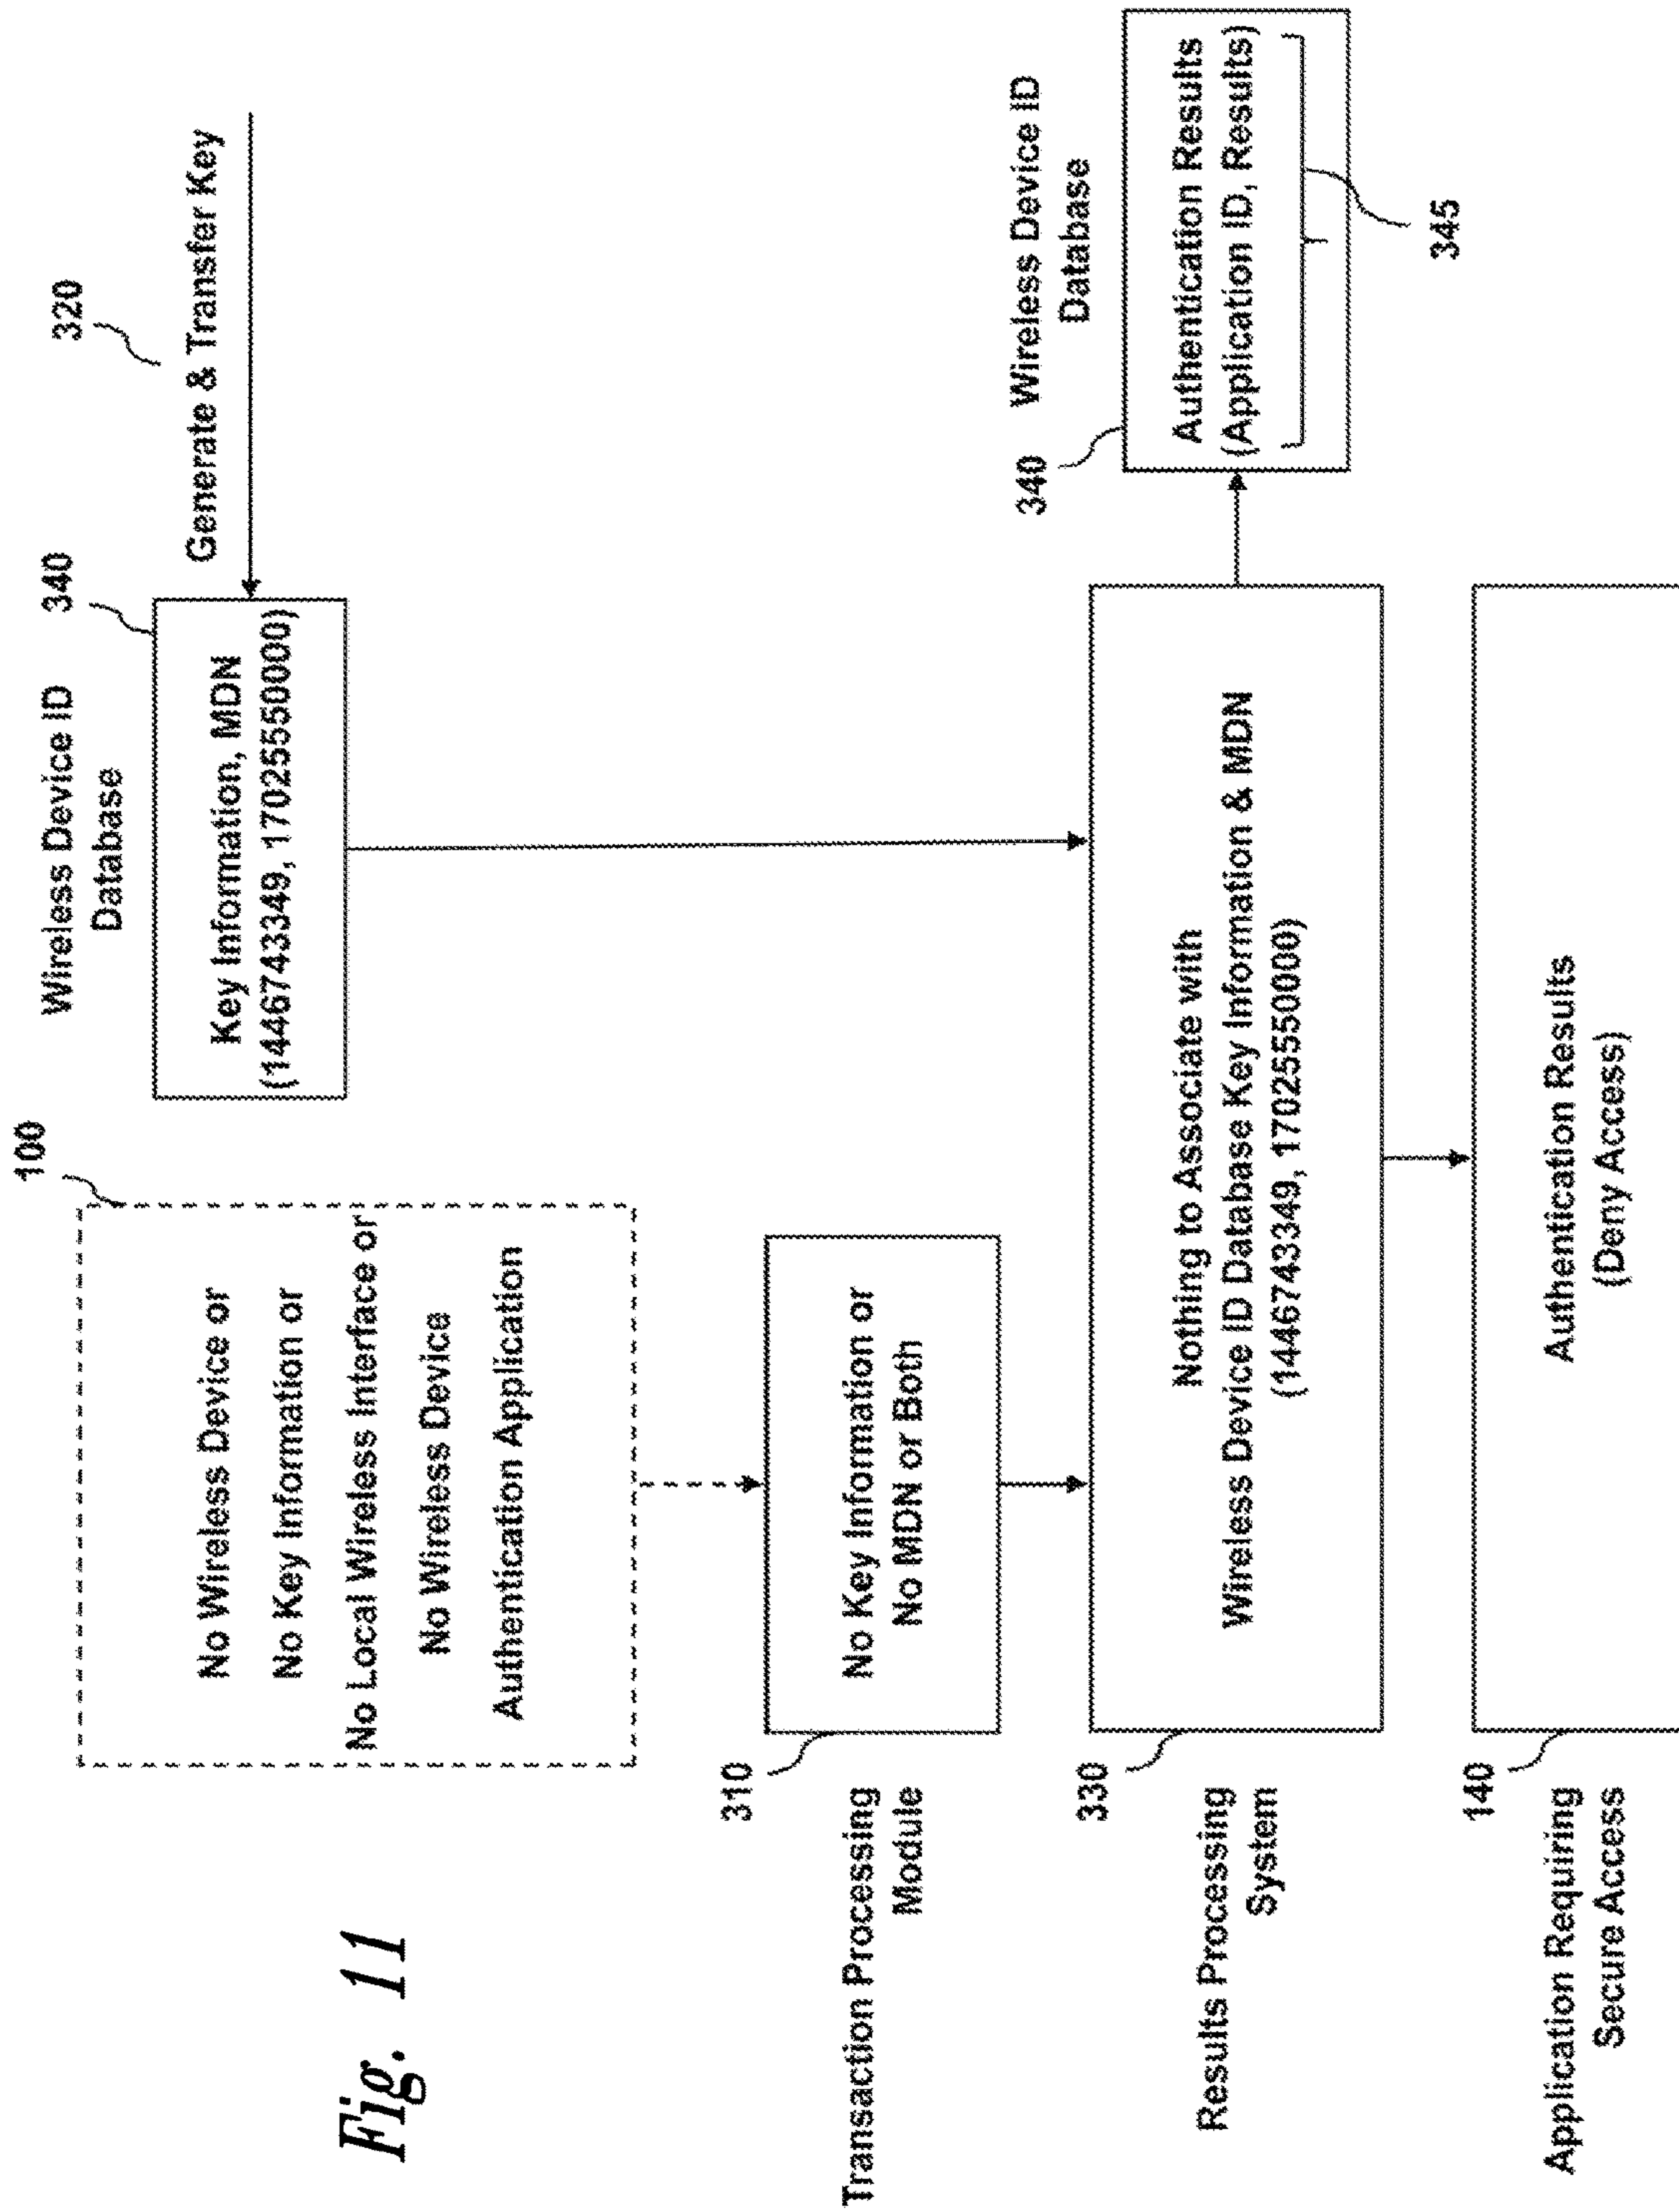 Fig. 11
100
No Wireless Device or
No Key Information or
No Local Wireless Interface or
No Wireless Device
Authentication Application
Wireless Device ID
Database
340
Key Information, MDN
(1446743349, 17025550000)
320
Generate & Transfer Key
Transaction Processing
Module
310
No Key Information or
No MDN or Both
Results Processing
System
330
Nothing to Associate with
Wireless Device ID Database Key Information & MDN
(1446743349, 17025550000)
340
Wireless Device ID
Database
Authentication Results
(Application ID, Results)
345
Application Requiring
Secure Access
140
Authentication Results
(Deny Access)